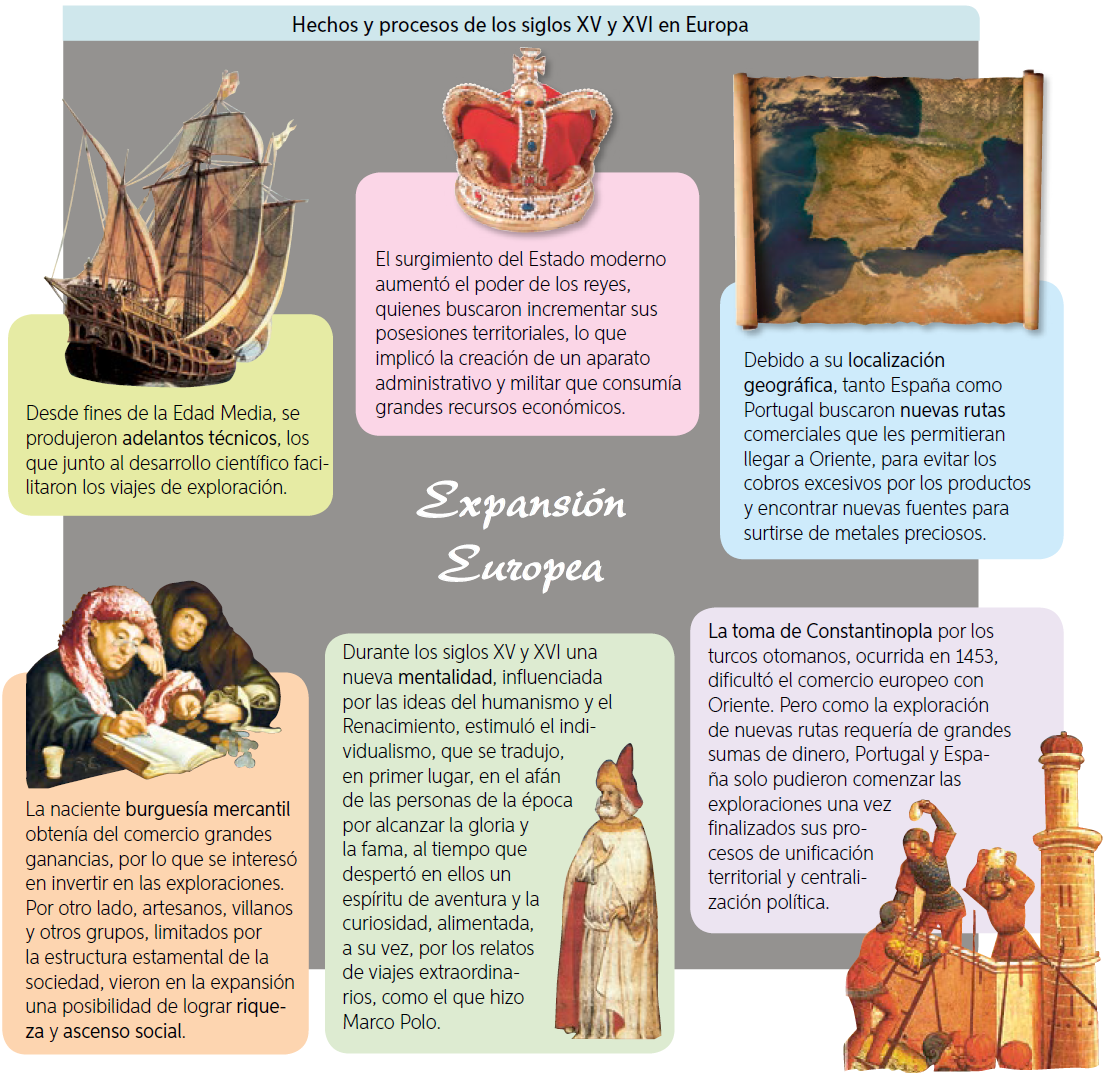 Hechos y procesos de los siglos XV y XVI en Europa
Desde fines de la Edad Media, se
produjeron adelantos técnicos, los
que junto al desarrollo científico faci-
litaron los viajes de exploración.
El surgimiento del Estado moderno
aumentó el poder de los reyes,
quienes buscaron incrementar sus
posesiones territoriales, lo que
implicó la creación de un aparato
administrativo y militar que consumía
grandes recursos económicos.
Debido a su localización
geográfica, tanto España como
Portugal buscaron nuevas rutas
comerciales que les permitieran
llegar a Oriente, para evitar los
cobros excesivos por los productos
y encontrar nuevas fuentes para
surtirse de metales preciosos.
Expansión
Europea
La naciente burguesía mercantil
obtenía del comercio grandes
ganancias, por lo que se interesó
en invertir en las exploraciones.
Por otro lado, artesanos, villanos
y otros grupos, limitados por
la estructura estamental de la
sociedad, vieron en la expansión
una posibilidad de lograr rique-
za y ascenso social.
Durante los siglos XV y XVI una
nueva mentalidad, influenciada
por las ideas del humanismo y el
Renacimiento, estimuló el indi-
vidualismo, que se tradujo,
en primer lugar, en el afán
de las personas de la época
por alcanzar la gloria y
la fama, al tiempo que
despertó en ellos un
espíritu de aventura y la
curiosidad, alimentada,
a su vez, por los relatos
de viajes extraordina-
rios, como el que hizo
Marco Polo.
La toma de Constantinopla por los
turcos otomanos, ocurrida en 1453,
dificultó el comercio europeo con
Oriente. Pero como la exploración
de nuevas rutas requería de grandes
sumas de dinero, Portugal y Espa-
ña solo pudieron comenzar las
exploraciones una vez
finalizados sus pro-
cesos de unificación
territorial y centrali-
zación política.